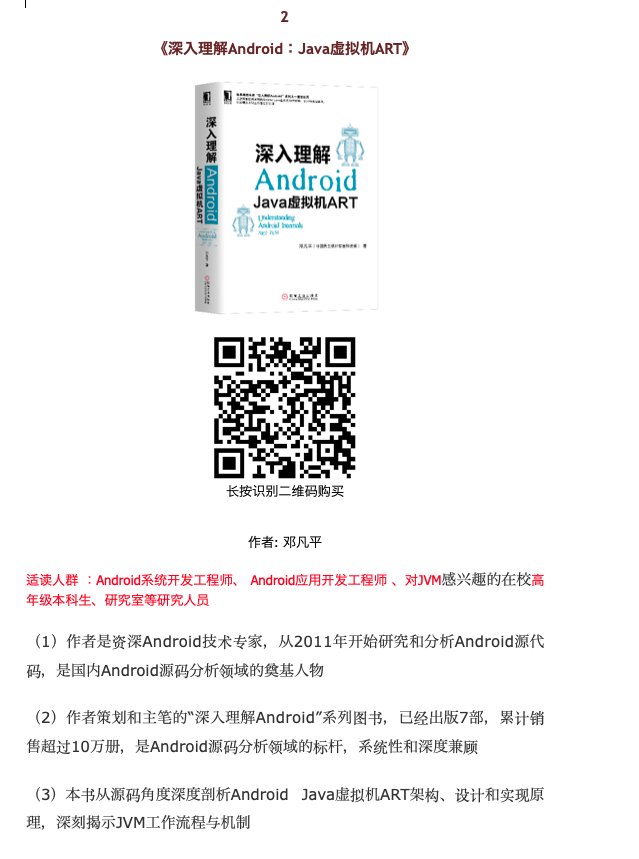 2
《深入理解Android：Java虚拟机ART》
深入理解
Android
Java虚拟机ART
深入理解
Android
Java虚拟机ART
Understanding
Android Internals
Art JVM
邓凡平
著
机械工业出版社
长按识别二维码购买
作者: 邓凡平
适读人群 ：Android系统开发工程师、 Android应用开发工程师 、对JVM感兴趣的在校高
年级本科生、研究室等研究人员
（1）作者是资深Android技术专家，从2011年开始研究和分析Android源代
码，是国内Android源码分析领域的奠基人物
（2）作者策划和主笔的“深入理解Android”系列图书，已经出版7部，累计销
售超过10万册，是Android源码分析领域的标杆，系统性和深度兼顾
（3）本书从源码角度深度剖析Android Java虚拟机ART架构、设计和实现原
理，深刻揭示JVM工作流程与机制